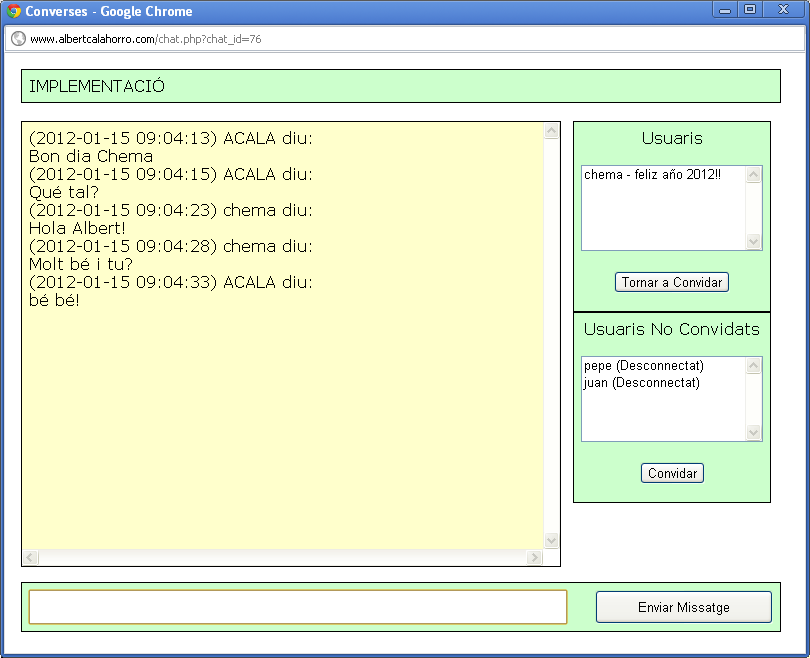 Converses - Google Chrome
www.albertcalahorro.com/chat.php?chat_id=76
IMPLEMENTACIÓ
(2012-01-15 09:04:13) ACALA diu:
Bon dia Chema
(2012-01-15 09:04:15) ACALA diu:
Qué tal?
(2012-01-15 09:04:23) chema diu:
Hola Albert!
(2012-01-15 09:04:28) chema diu:
Molt bé i tu?
(2012-01-15 09:04:33) ACALA diu:
bé bé!
Usuaris
chema - feliz año 2012!!
Tornar a Convidar
Usuaris No Convidats
pepe (Desconnectat)
juan (Desconnectat)
Convidar
Enviar Missatge